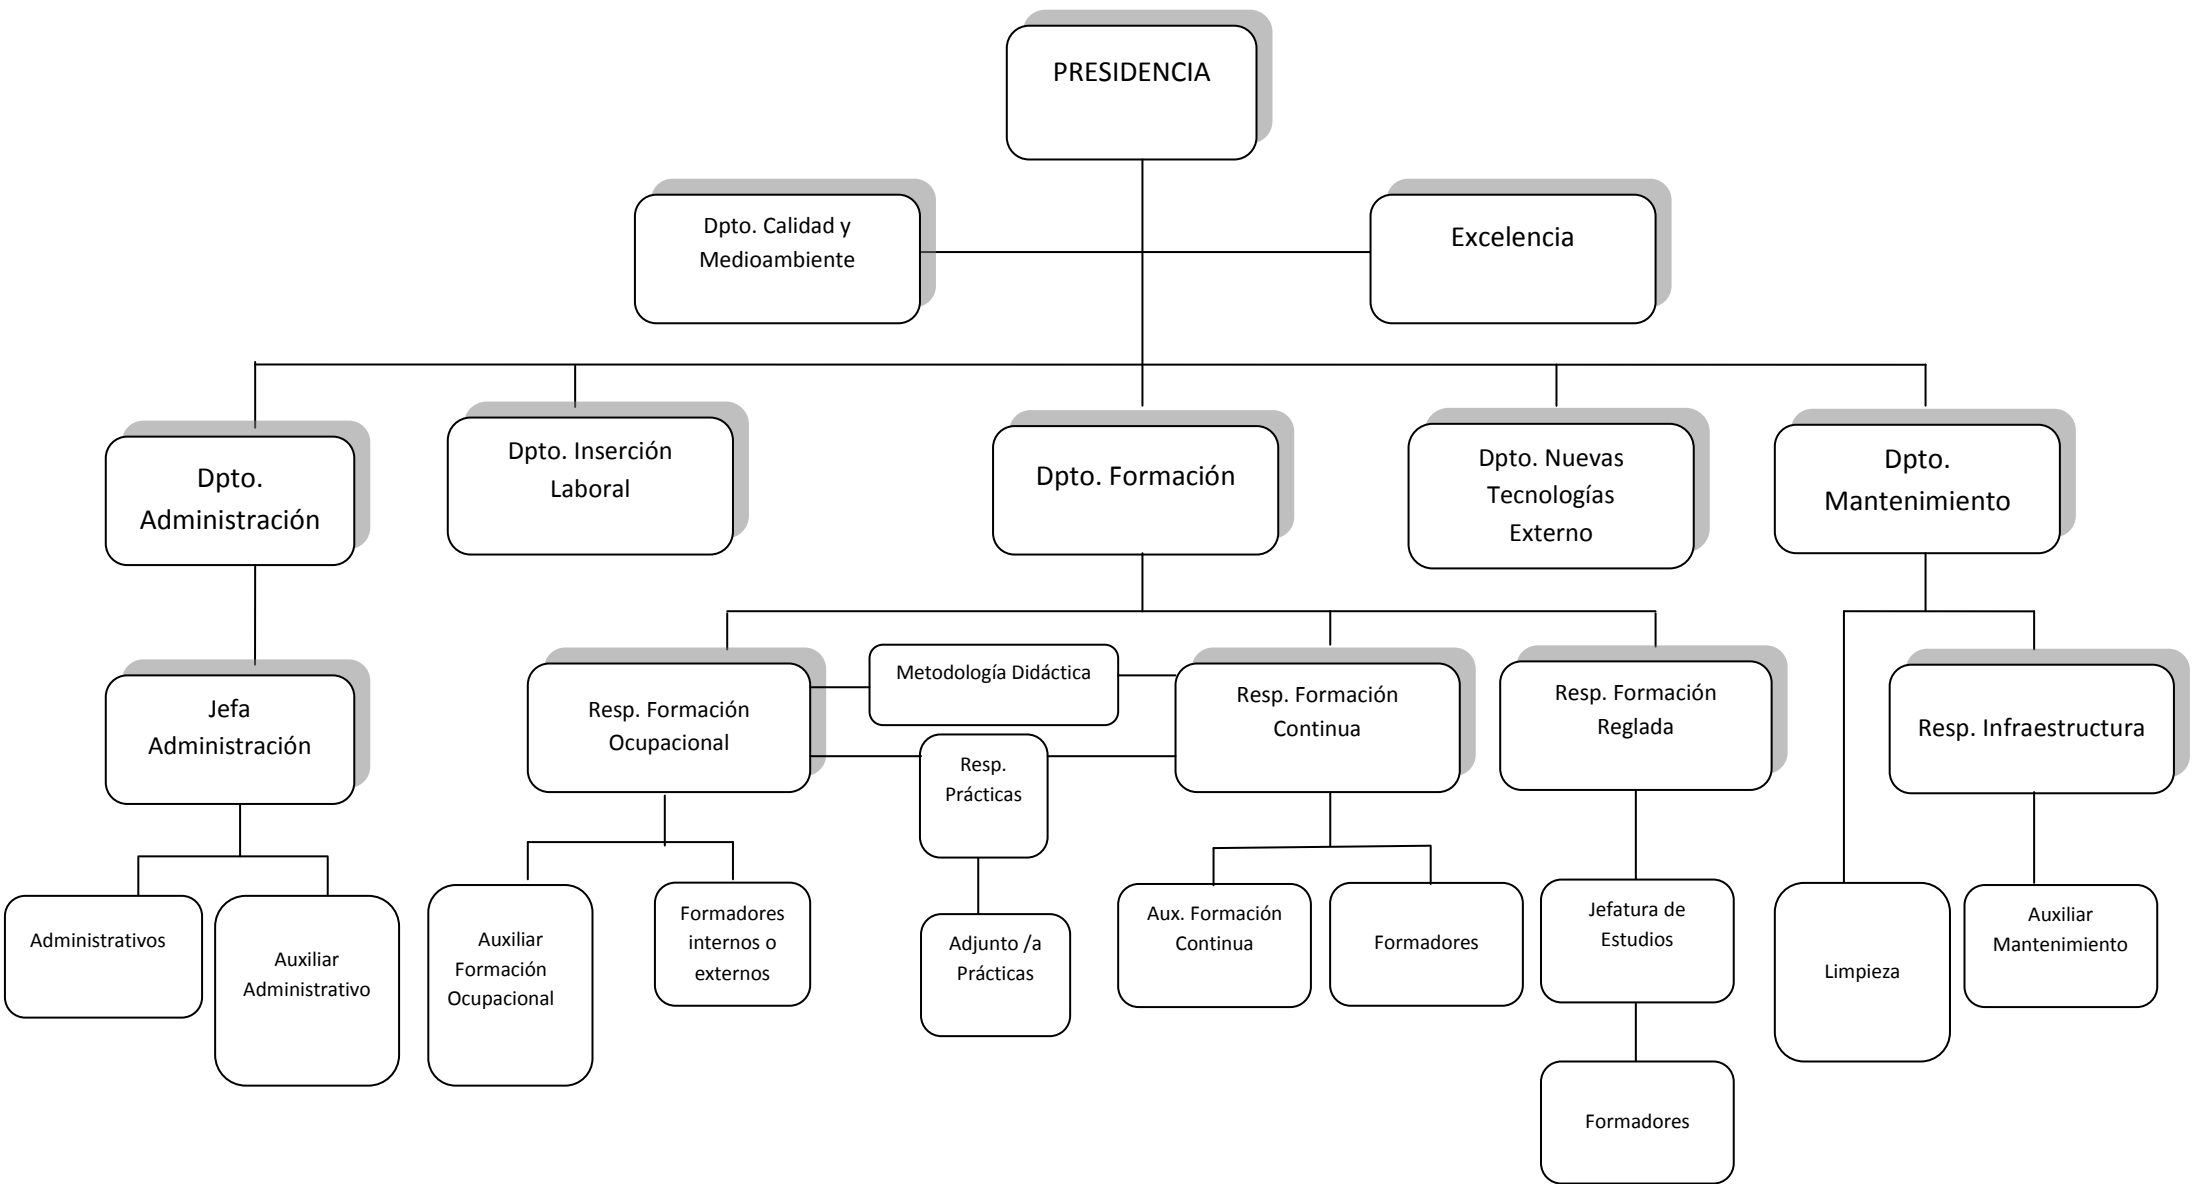 PRESIDENCIA
Dpto. Calidad y
Medioambiente
Excelencia
Dpto.
Administración
Dpto. Inserción
Laboral
Dpto. Formación
Dpto. Nuevas
Tecnologías
Externo
Dpto.
Mantenimiento
Jefa
Administración
Resp. Formación
Ocupacional
Metodología Didáctica
Resp.
Prácticas
Resp. Formación
Continua
Resp. Formación
Reglada
Resp. Infraestructura
Administrativos
Auxiliar
Administrativo
Auxiliar
Formación
Ocupacional
Formadores
internos o
externos
Adjunto /a
Prácticas
Aux. Formación
Continua
Formadores
Jefatura de
Estudios
Limpieza
Auxiliar
Mantenimiento
Formadores